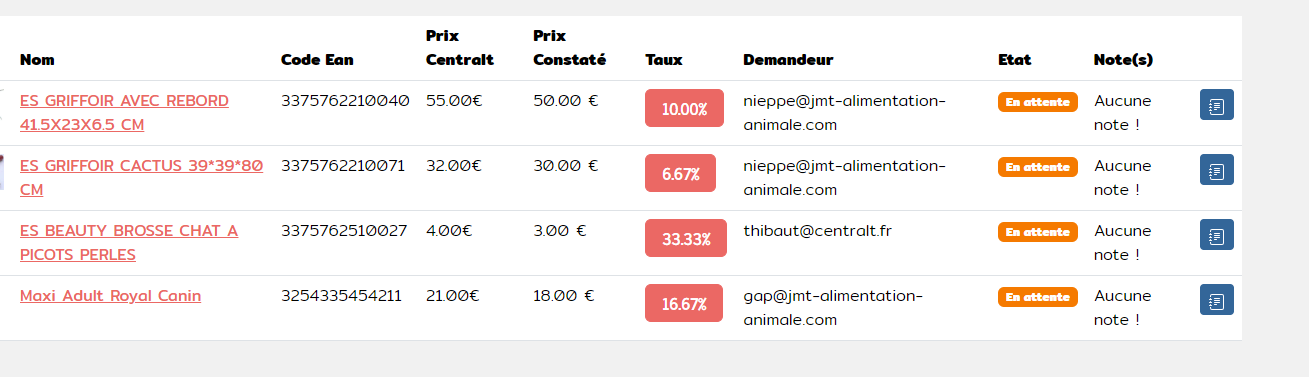 Nom Code Ean Prix Centralt Prix Constaté Taux Demandeur Etat Note(s)
ES GRIFFOIR AVEC REBORD 3375762210040 55.00€ 50.00 € 10.00% nieppe@jmt-alimentation- En attente Aucune
41.5X23X6.5 CM animale.com note !
ES GRIFFOIR CACTUS 39*39*80 3375762210071 32.00€ 30.00 € 6.67% nieppe@jmt-alimentation- En attente Aucune
CM animale.com note !
ES BEAUTY BROSSE CHAT A 3375762510027 4.00€ 3.00 € 33.33% thibaut@centralt.fr En attente Aucune
PICOTS PERLES note !
Maxi Adult Royal Canin 3254335454211 21.00€ 18.00 € 16.67% gap@jmt-alimentation- En attente Aucune
animale.com note !